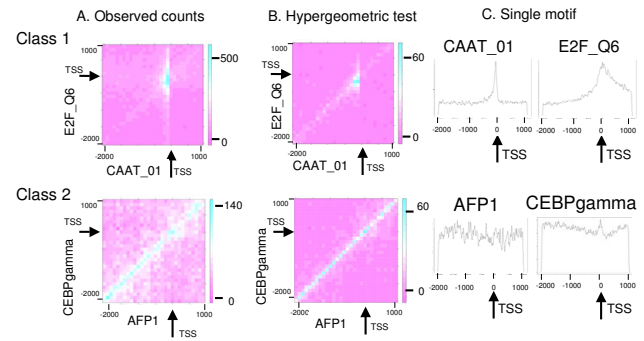 A. Observed counts
B. Hypergeometric test
C. Single motif
Class 1
1000
TSS
E2F_Q6
-2000
-2000
1000
CAAT_01
TSS
500
0
1000
TSS
E2F_Q6
-2000
-2000
1000
CAAT_01
TSS
60
0
CAAT_01
E2F_Q6
-2000
-1000
0
1000
TSS
-2000
-1000
0
1000
TSS
Class 2
1000
TSS
CEBPgamma
-2000
-2000
1000
AFP1
TSS
140
0
1000
TSS
CEBPgamma
-2000
-2000
1000
AFP1
TSS
60
0
AFP1
CEBPgamma
-2000
-1000
0
1000
TSS
-2000
-1000
0
1000
TSS